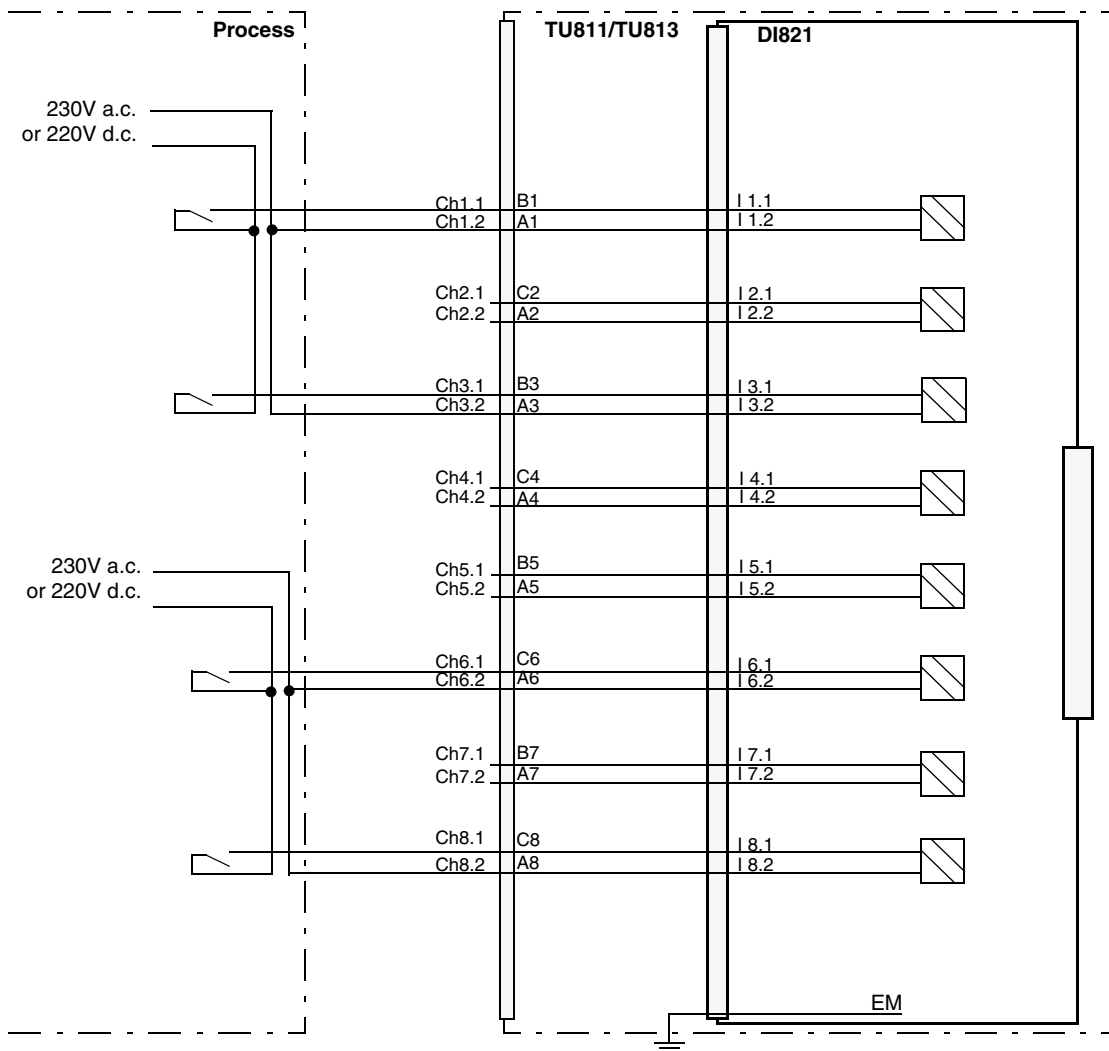 Process TU811/TU813 DI821
230V a.c.
or 220V d.c.
Ch1.1 B1 I 1.1
Ch1.2 A1 I 1.2
Ch2.1 C2 I 2.1
Ch2.2 A2 I 2.2
Ch3.1 B3 I 3.1
Ch3.2 A3 I 3.2
Ch4.1 C4 I 4.1
Ch4.2 A4 I 4.2
230V a.c.
or 220V d.c.
Ch5.1 B5 I 5.1
Ch5.2 A5 I 5.2
Ch6.1 C6 I 6.1
Ch6.2 A6 I 6.2
Ch7.1 B7 I 7.1
Ch7.2 A7 I 7.2
Ch8.1 C8 I 8.1
Ch8.2 A8 I 8.2
EM